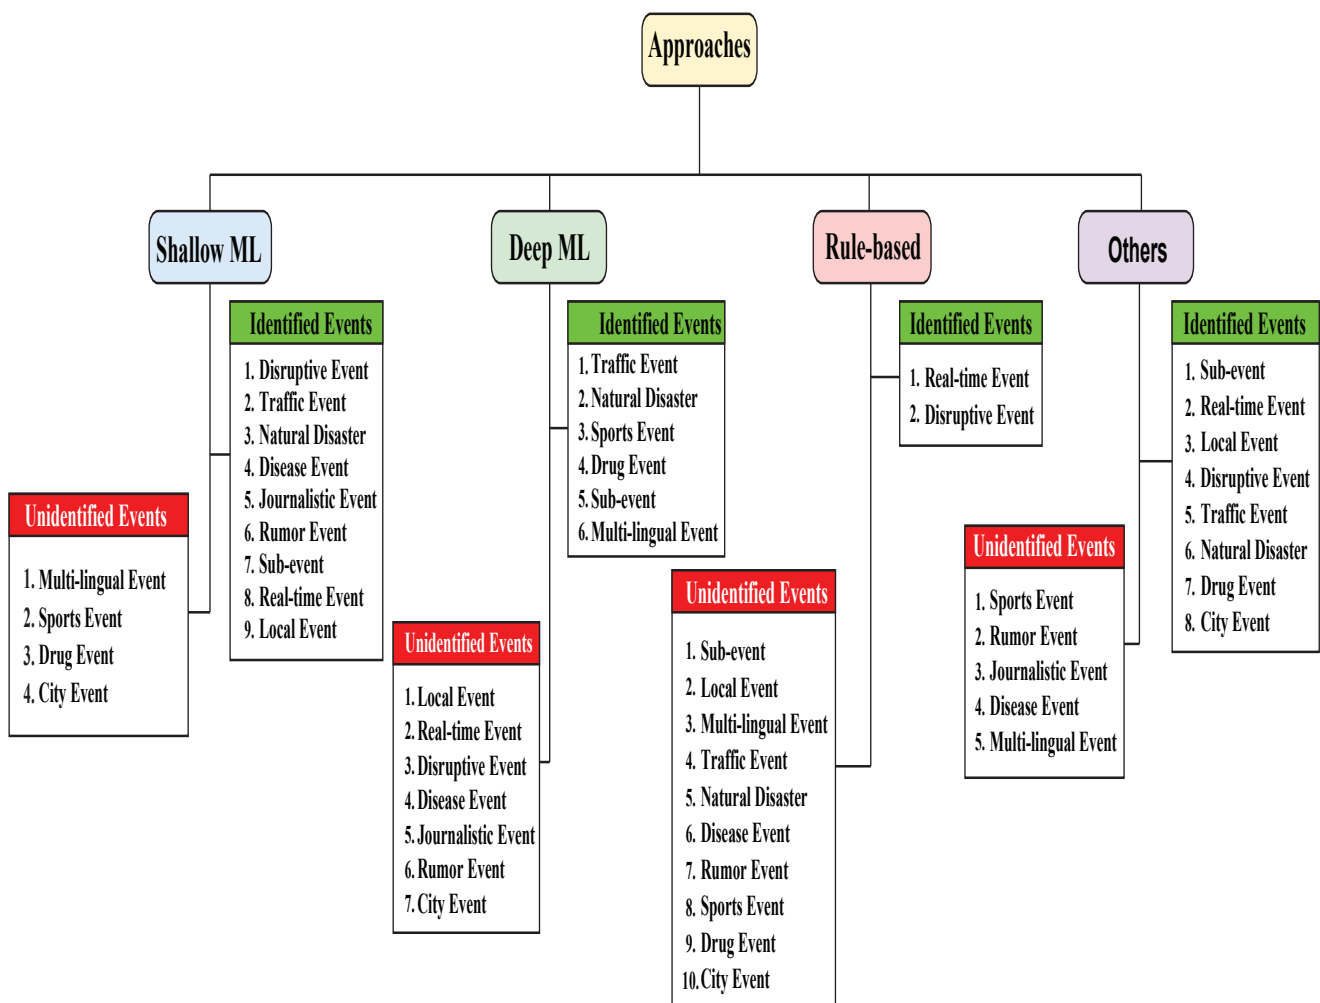 Approaches
Shallow ML
Identified Events
1. Disruptive Event
2. Traffic Event
3. Natural Disaster
4. Disease Event
5. Journalistic Event
6. Rumor Event
7. Sub-event
8. Real-time Event
9. Local Event
Unidentified Events
1. Multi-lingual Event
2. Sports Event
3. Drug Event
4. City Event
Deep ML
Identified Events
1. Traffic Event
2. Natural Disaster
3. Sports Event
4. Drug Event
5. Sub-event
6. Multi-lingual Event
Unidentified Events
1. Local Event
2. Real-time Event
3. Disruptive Event
4. Disease Event
5. Journalistic Event
6. Rumor Event
7. City Event
Rule-based
Identified Events
1. Real-time Event
2. Disruptive Event
Unidentified Events
1. Sub-event
2. Local Event
3. Multi-lingual Event
4. Traffic Event
5. Natural Disaster
6. Disease Event
7. Rumor Event
8. Sports Event
9. Drug Event
10. City Event
Others
Identified Events
1. Sub-event
2. Real-time Event
3. Local Event
4. Disruptive Event
5. Traffic Event
6. Natural Disaster
7. Drug Event
8. City Event
Unidentified Events
1. Sports Event
2. Rumor Event
3. Journalistic Event
4. Disease Event
5. Multi-lingual Event